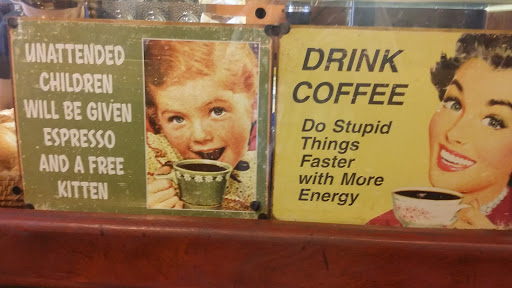 UNATTENDED
CHILDREN
WILL BE GIVEN
ESPRESSO
AND A FREE
KITTEN
DRINK
COFFEE
Do Stupid
Things
Faster
with More
Energy